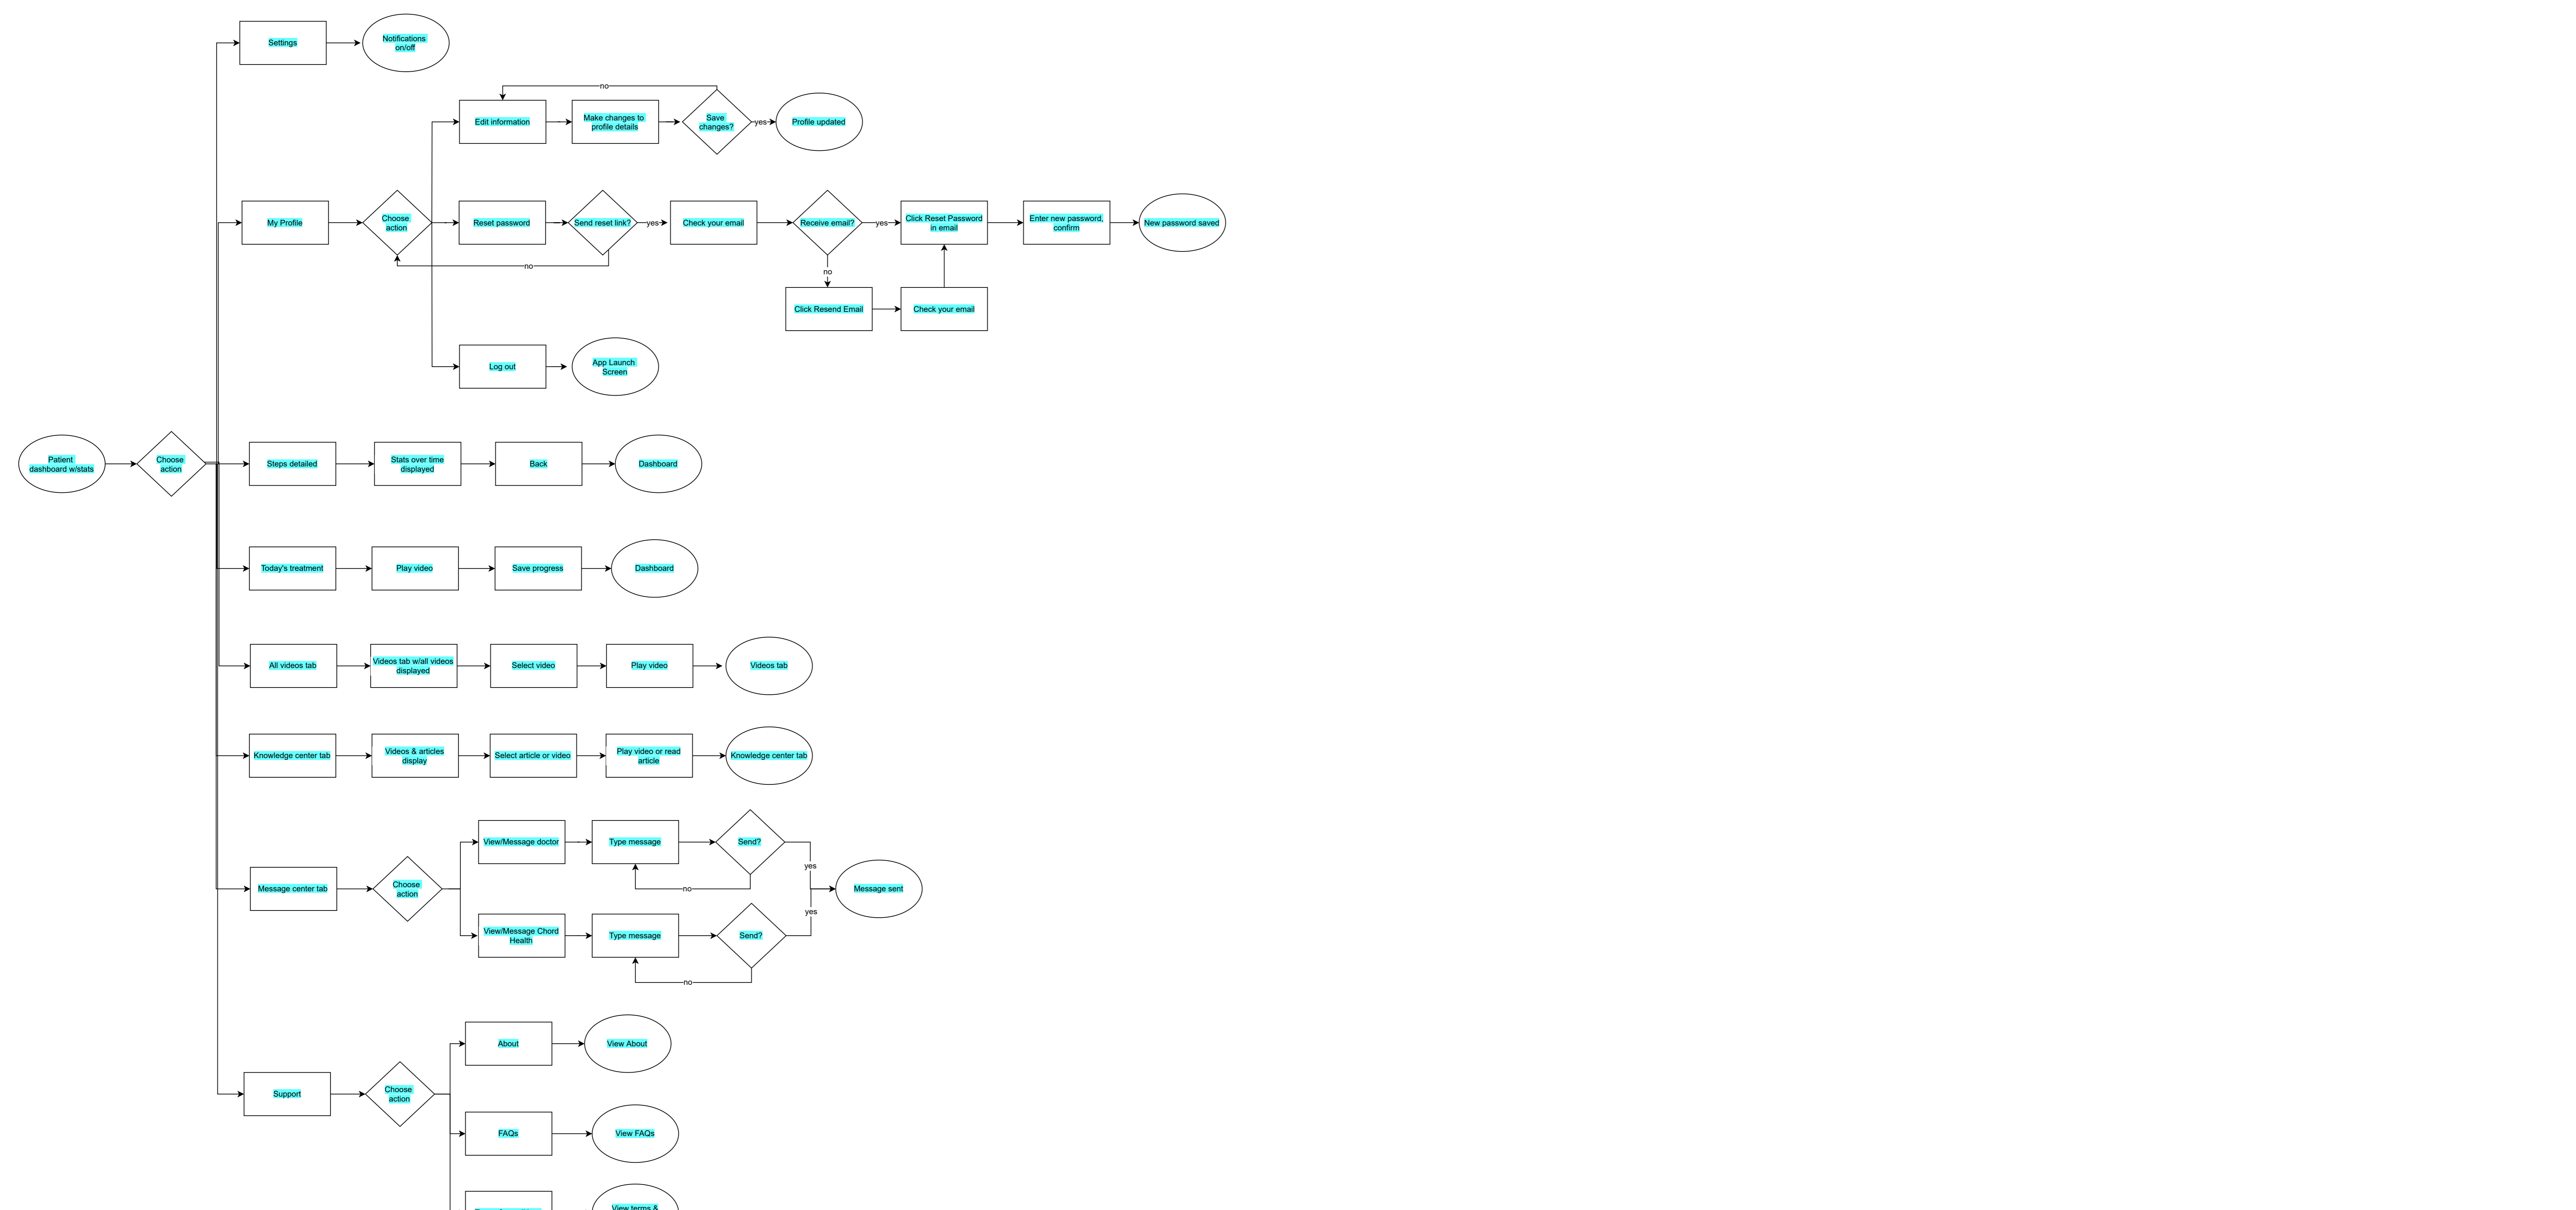 Settings
Notifications
on/off
no
Edit information
Make changes to
profile details
Save
changes?
yes
Profile updated
My Profile
Choose
action
Reset password
Send reset link?
yes
Check your email
Receive email?
yes
Click Reset Password
in email
Enter new password,
confirm
New password saved
no
no
Click Resend Email
Check your email
Log out
App Launch
Screen
Patient
dashboard w/stats
Choose
action
Steps detailed
Stats over time
displayed
Back
Dashboard
Today's treatment
Play video
Save progress
Dashboard
All videos tab
Videos tab w/all videos
displayed
Select video
Play video
Videos tab
Knowledge center tab
Videos & articles
display
Select article or video
Play video or read
article
Knowledge center tab
View/Message doctor
Type message
Send?
yes
no
Message center tab
Choose
action
Message sent
yes
View/Message Chord
Health
Type message
Send?
no
About
View About
Support
Choose
action
FAQs
View FAQs
View terms &